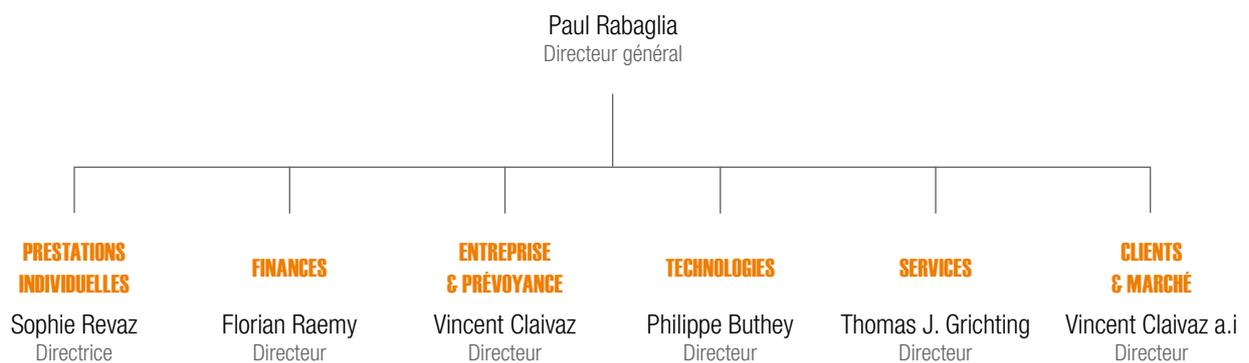 Paul Rabaglia
Directeur général
PRESTATIONS
INDIVIDUELLES
Sophie Revaz
Directrice
FINANCES
Florian Raemy
Directeur
ENTREPRISE
& PRÉVOYANCE
Vincent Claivaz
Directeur
TECHNOLOGIES
Philippe Buthey
Directeur
SERVICES
Thomas J. Grichting
Directeur
CLIENTS
& MARCHÉ
Vincent Claivaz a.i
Directeur